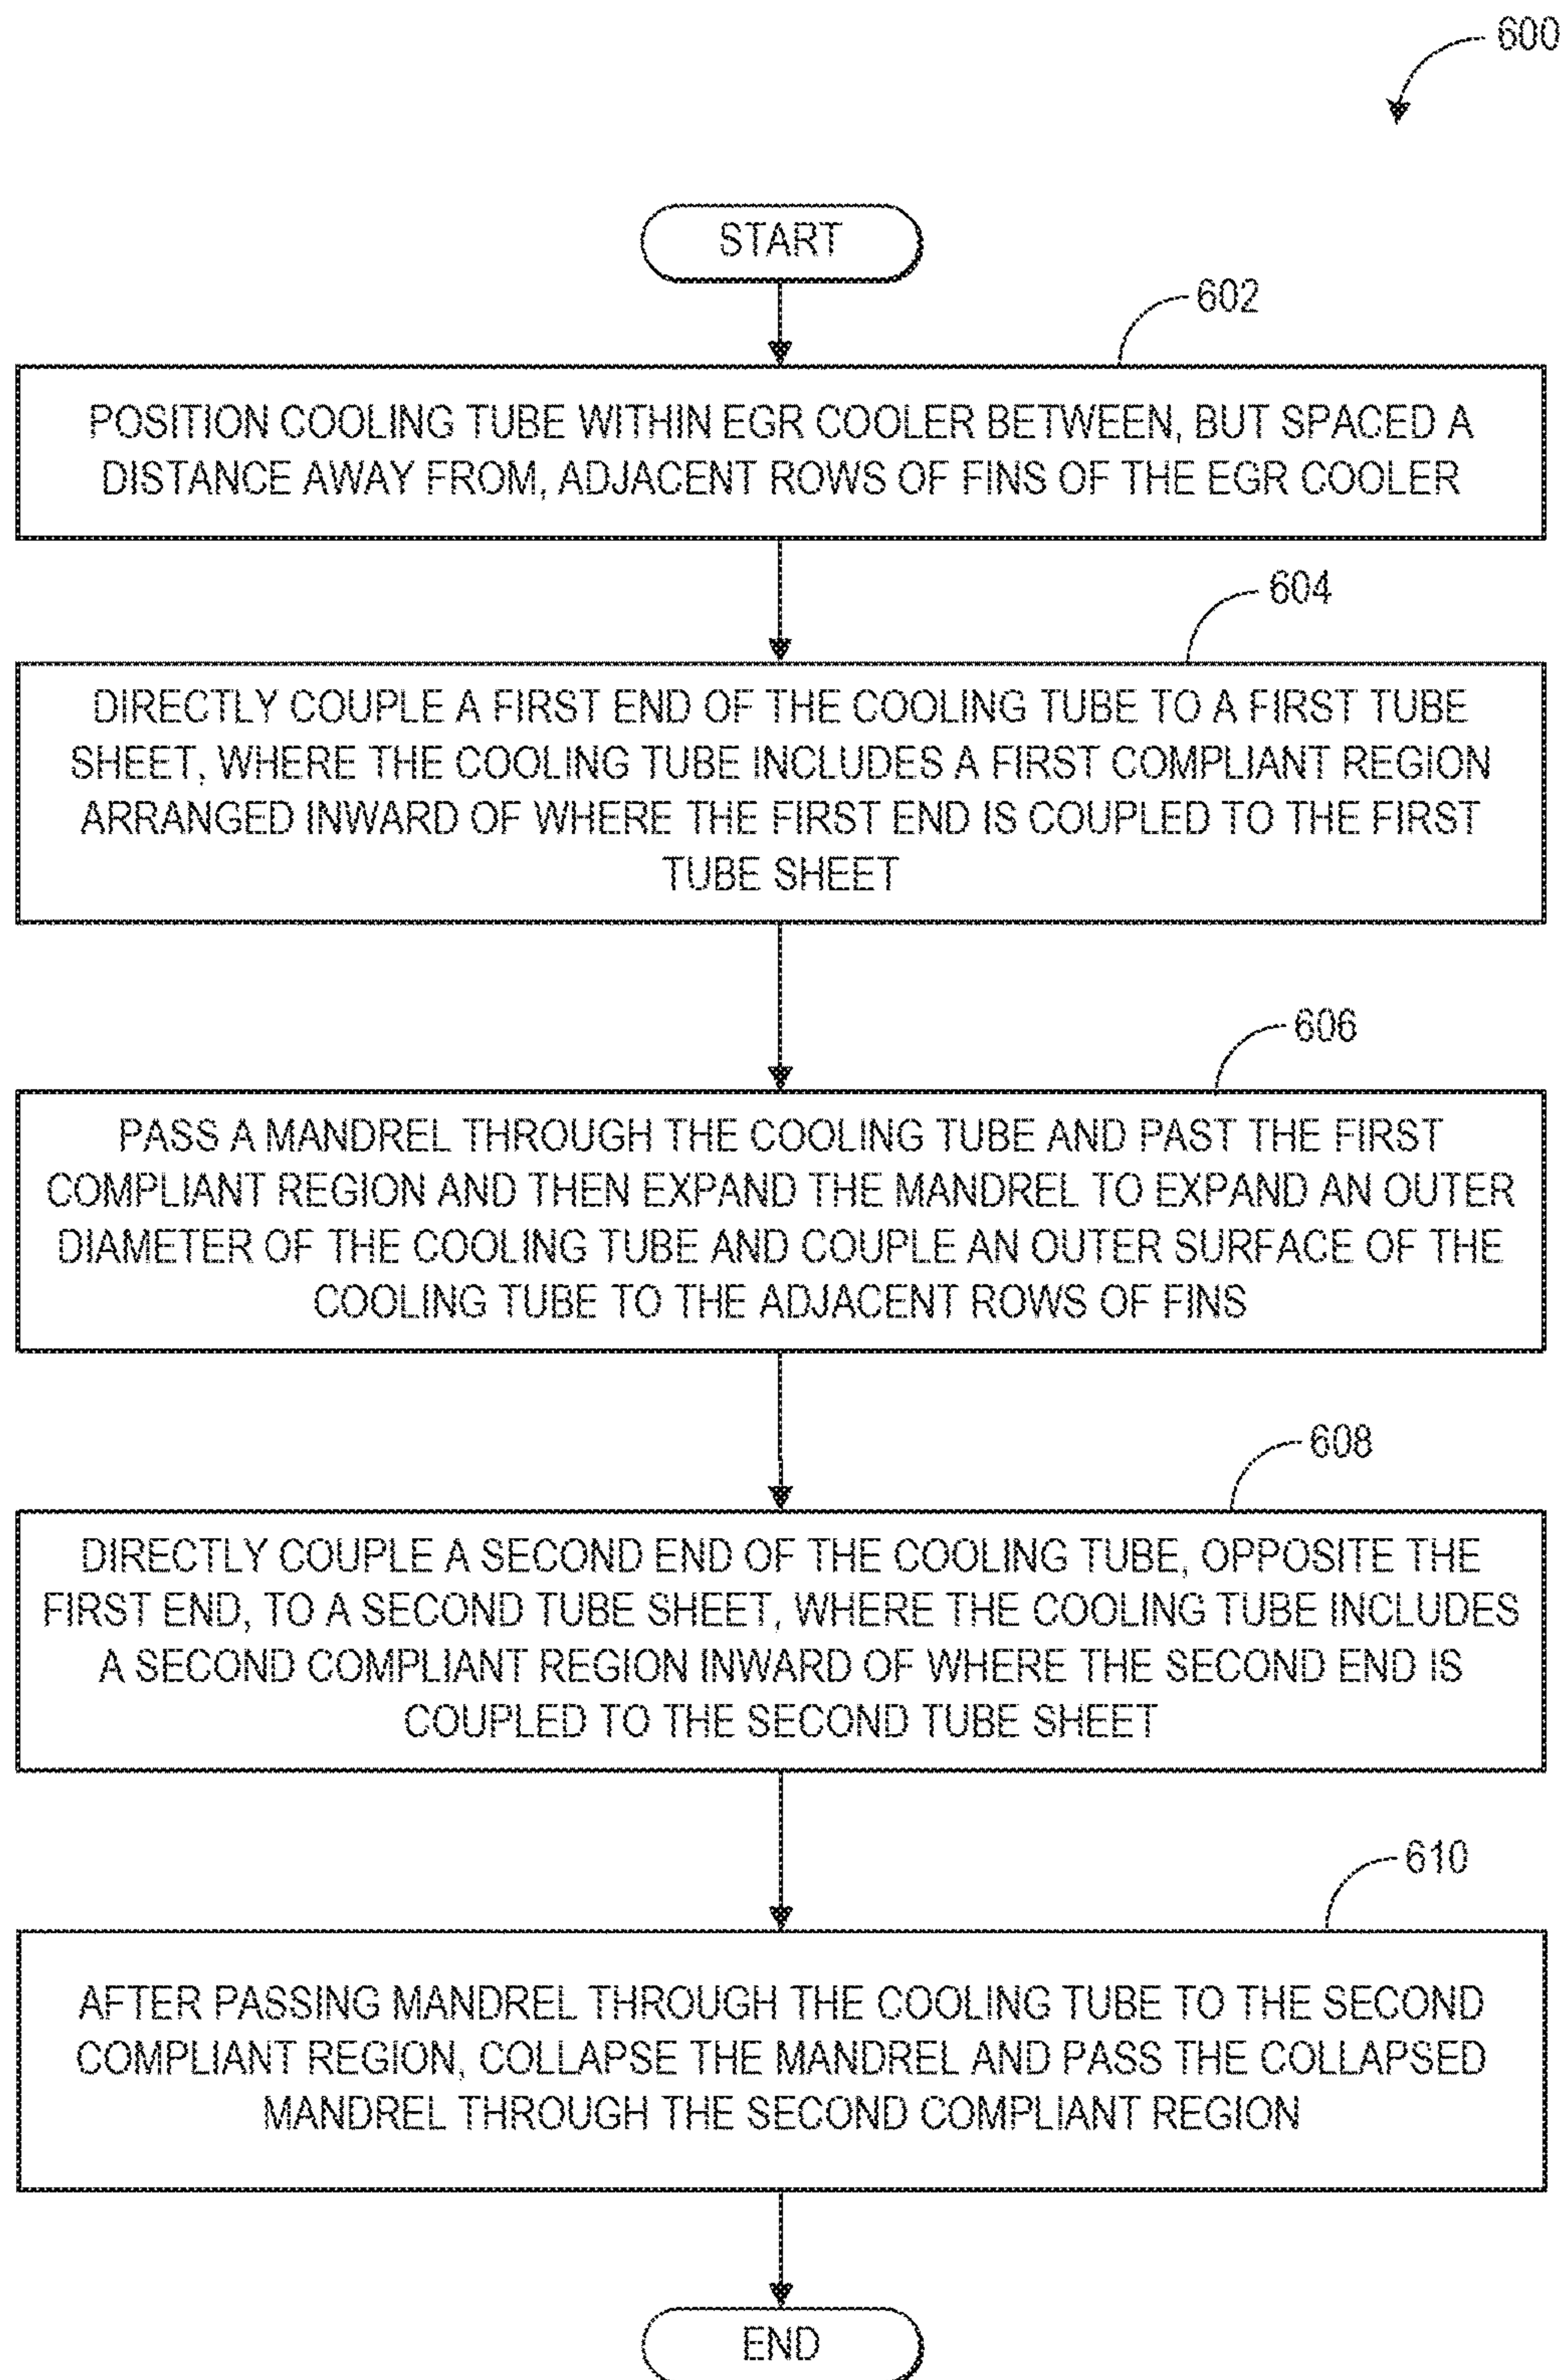 600
START
602
POSITION COOLING TUBE WITHIN EGR COOLER BETWEEN, BUT SPACED A
DISTANCE AWAY FROM, ADJACENT ROWS OF FINS OF THE EGR COOLER
604
DIRECTLY COUPLE A FIRST END OF THE COOLING TUBE TO A FIRST TUBE
SHEET, WHERE THE COOLING TUBE INCLUDES A FIRST COMPLIANT REGION
ARRANGED INWARD OF WHERE THE FIRST END IS COUPLED TO THE FIRST
TUBE SHEET
606
PASS A MANDREL THROUGH THE COOLING TUBE AND PAST THE FIRST
COMPLIANT REGION AND THEN EXPAND THE MANDREL TO EXPAND AN OUTER
DIAMETER OF THE COOLING TUBE AND COUPLE AN OUTER SURFACE OF THE
COOLING TUBE TO THE ADJACENT ROWS OF FINS
608
DIRECTLY COUPLE A SECOND END OF THE COOLING TUBE, OPPOSITE THE
FIRST END, TO A SECOND TUBE SHEET, WHERE THE COOLING TUBE INCLUDES
A SECOND COMPLIANT REGION INWARD OF WHERE THE SECOND END IS
COUPLED TO THE SECOND TUBE SHEET
610
AFTER PASSING MANDREL THROUGH THE COOLING TUBE TO THE SECOND
COMPLIANT REGION, COLLAPSE THE MANDREL AND PASS THE COLLAPSED
MANDREL THROUGH THE SECOND COMPLIANT REGION
END